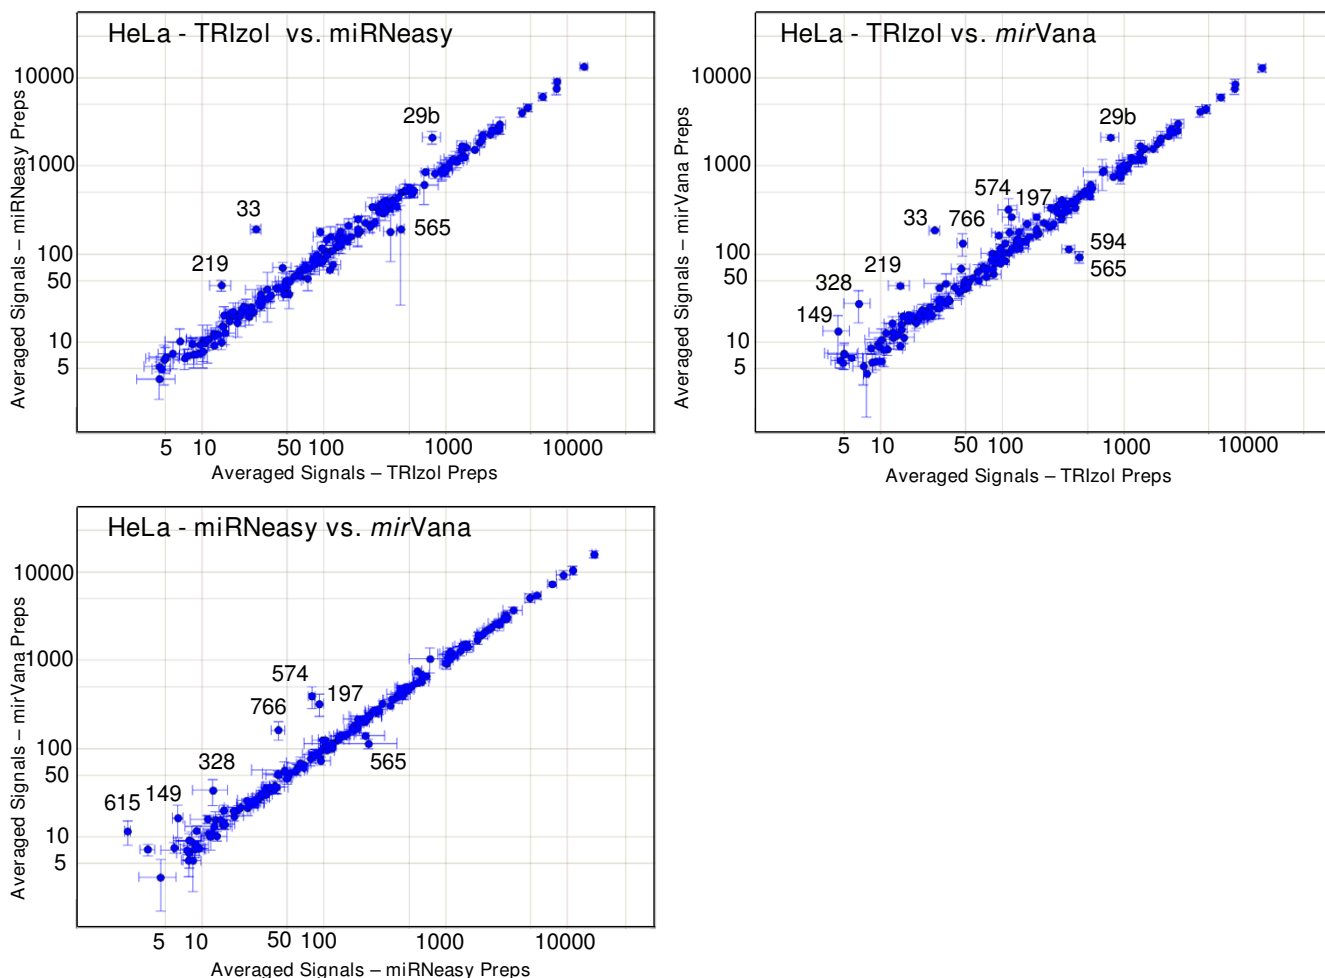 HeLa - TRIzol vs. miRNeasy
Averaged Signals – miRNeasy Preps
10000
1000
100
50
10
5
29b
33
565
219
5 10 50 100 1000 10000
Averaged Signals – TRIzol Preps
HeLa - TRIzol vs. mirVana
Averaged Signals – mirVana Preps
10000
1000
100
50
10
5
29b
574
197
33
766
594
565
219
328
149
5 10 50 100 1000 10000
Averaged Signals – TRIzol Preps
HeLa - miRNeasy vs. mirVana
Averaged Signals – mirVana Preps
10000
1000
100
50
10
5
574
197
766
565
328
149
615
5 10 50 100 1000 10000
Averaged Signals – miRNeasy Preps